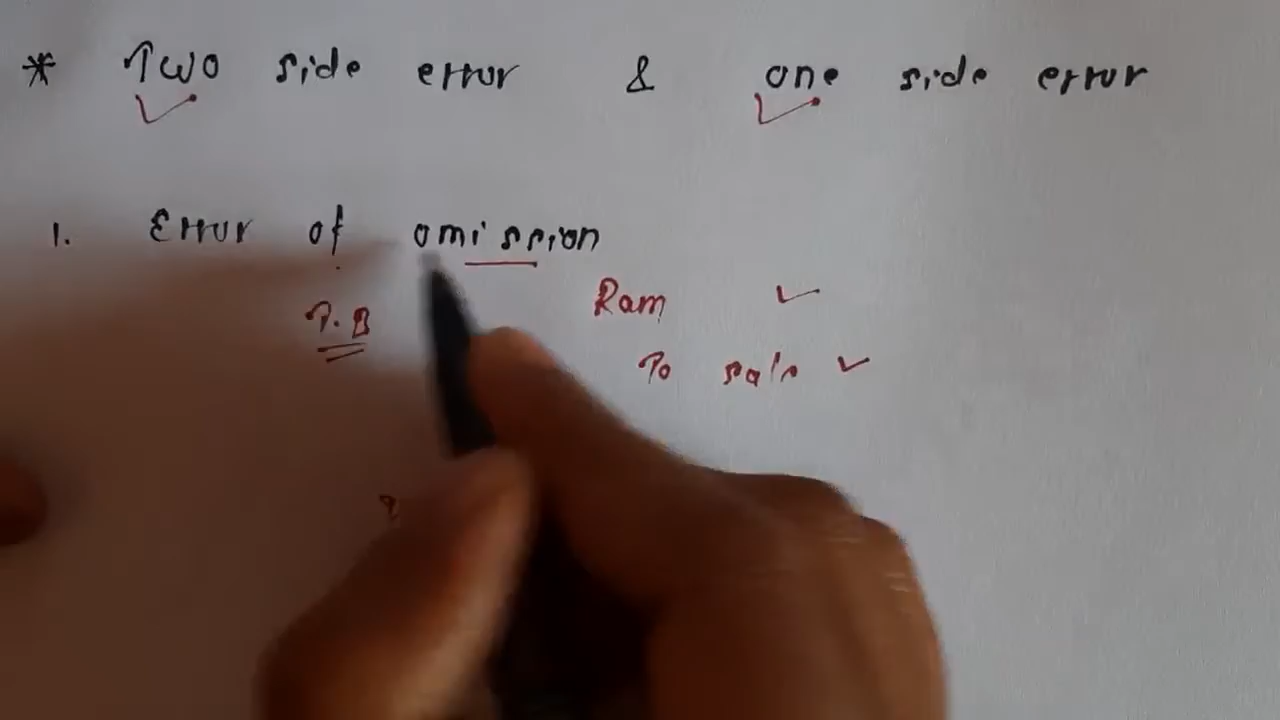 * Two side error & one side error
1. Error of omission
Ram
P.B
To sale